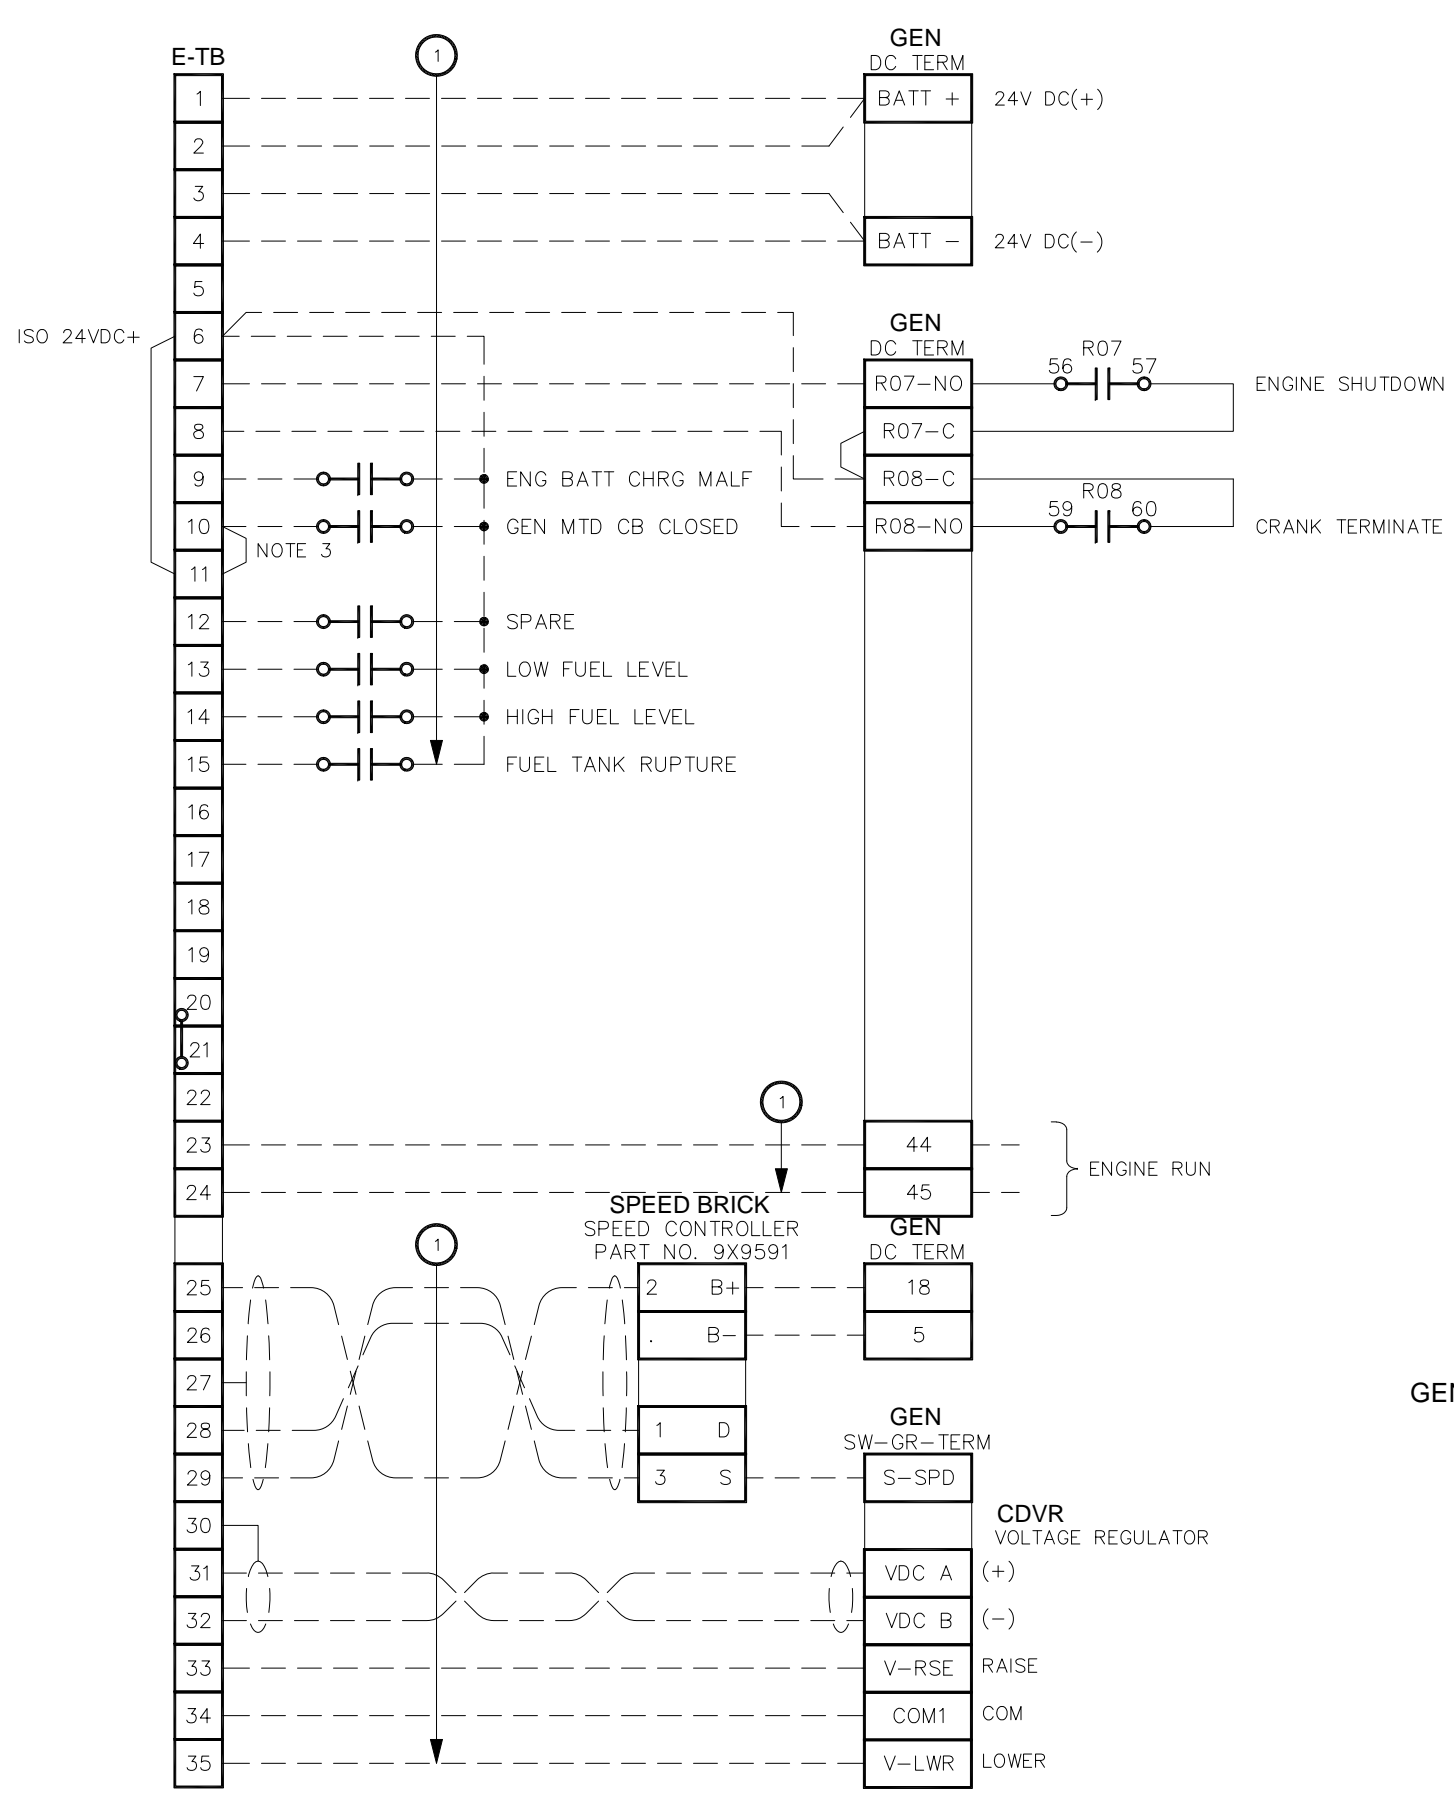 GEN
E-TB
1
DC TERM
1
BATT +
24V DC(+)
2
3
4
BATT −
24V DC(−)
5
GEN
ISO 24VDC+
6
DC TERM
R07
56
57
7
R07−NO
ENGINE SHUTDOWN
8
R07−C
9
ENG BATT CHRG MALF
R08−C
R08
59
60
10
GEN MTD CB CLOSED
R08−NO
CRANK TERMINATE
NOTE 3
11
12
SPARE
13
LOW FUEL LEVEL
14
HIGH FUEL LEVEL
15
FUEL TANK RUPTURE
16
17
18
19
20
21
22
1
23
44
ENGINE RUN
24
45
SPEED BRICK
GEN
SPEED CONTROLLER
1
PART NO. 9X9591
DC TERM
25
2 B+
18
26
. B−
5
27
GEN
GEN
28
1 D
SW−GR−TERM
29
3 S
S−SPD
CDVR
30
VOLTAGE REGULATOR
31
VDC A
(+)
32
VDC B
(−)
33
V−RSE
RAISE
34
COM1
COM
35
V−LWR
LOWER